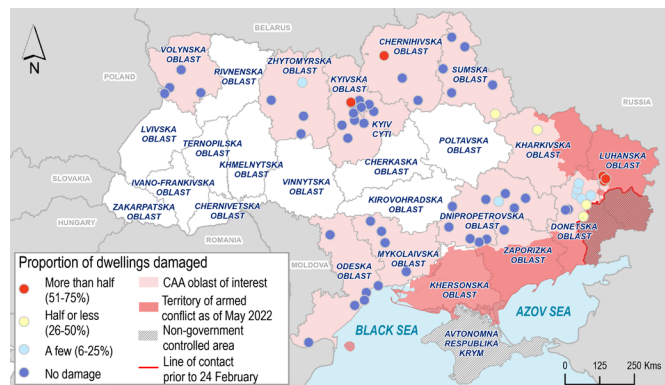 BELARUS
VOLYNSKA
OBLAST
RIVNENSKA
OBLAST
ZHYTOMYRSKA
OBLAST
KYIVSKA
OBLAST
CHERNIHIVSKA
OBLAST
SUMSKA
OBLAST
N
POLAND
RUSSIA
KYIV
CYTI
LVIVSKA
OBLAST
TERNOPILSKA
OBLAST
KHMELNYTSKA
OBLAST
POLTAVSKA
OBLAST
KHARKIVSKA
OBLAST
LUHANSKA
OBLAST
CHERKASKA
OBLAST
SLOVAKIA
IVANO-FRANKIVSKA
OBLAST
VINNYTSKA
OBLAST
ZAKARPATSKA
OBLAST
CHERNIVETSKA
OBLAST
KIROVOHRADSKA
OBLAST
DNIPROPETROVSKA
OBLAST
DONETSKA
OBLAST
HUNGARY
ROMANIA
MOLDOVA
ODESKA
OBLAST
MYKOLAIVSKA
OBLAST
ZAPORIZKA
OBLAST
KHERSONSKA
OBLAST
AZOV SEA
BLACK SEA
AVTONOMNA
RESPUBLIKA
KRYM
Proportion of dwellings damaged
More than half
(51-75%)
Half or less
(26-50%)
A few (6-25%)
No damage
CAA oblast of interest
Territory of armed
conflict as of May 2022
Non-government
controlled area
Line of contact
prior to 24 February
0 125 250 Kms